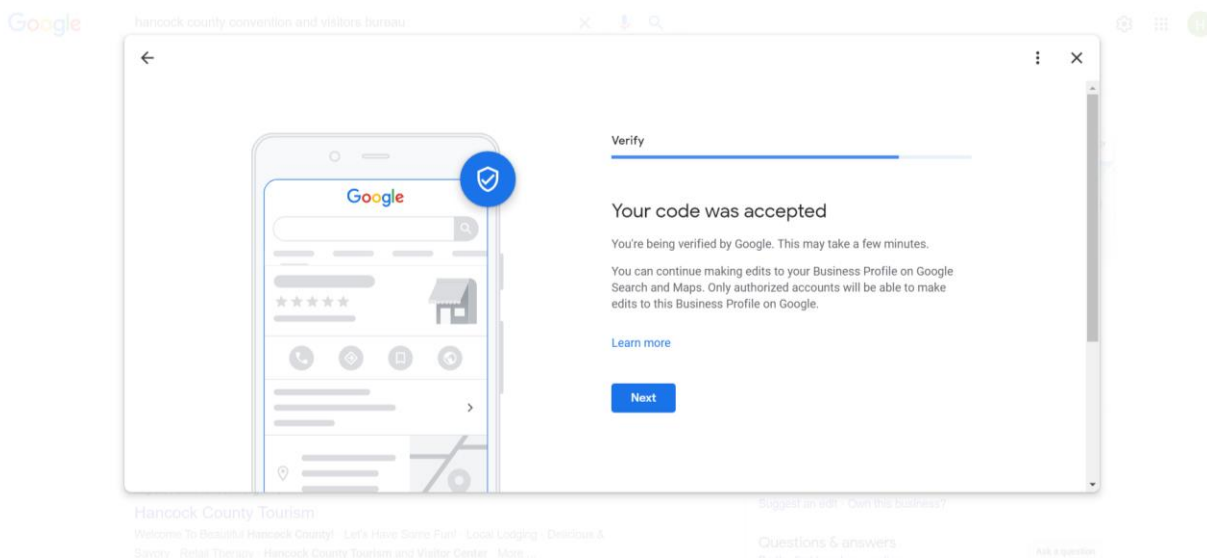 Google
hancock county convention and visitors bureau
H
Verify
Google
Your code was accepted
You're being verified by Google. This may take a few minutes.
You can continue making edits to your Business Profile on Google
Search and Maps. Only authorized accounts will be able to make
edits to this Business Profile on Google.
Learn more
Next
Hancock County Tourism
Welcome To Beautiful Hancock County! · Let's Have Some Fun! · Local Lodging · Delicious &
Savory · Retail Therapy · Hancock County Tourism and Visitor Center · More ...
Suggest an edit · Own this business?
Questions & answers
Ask a question